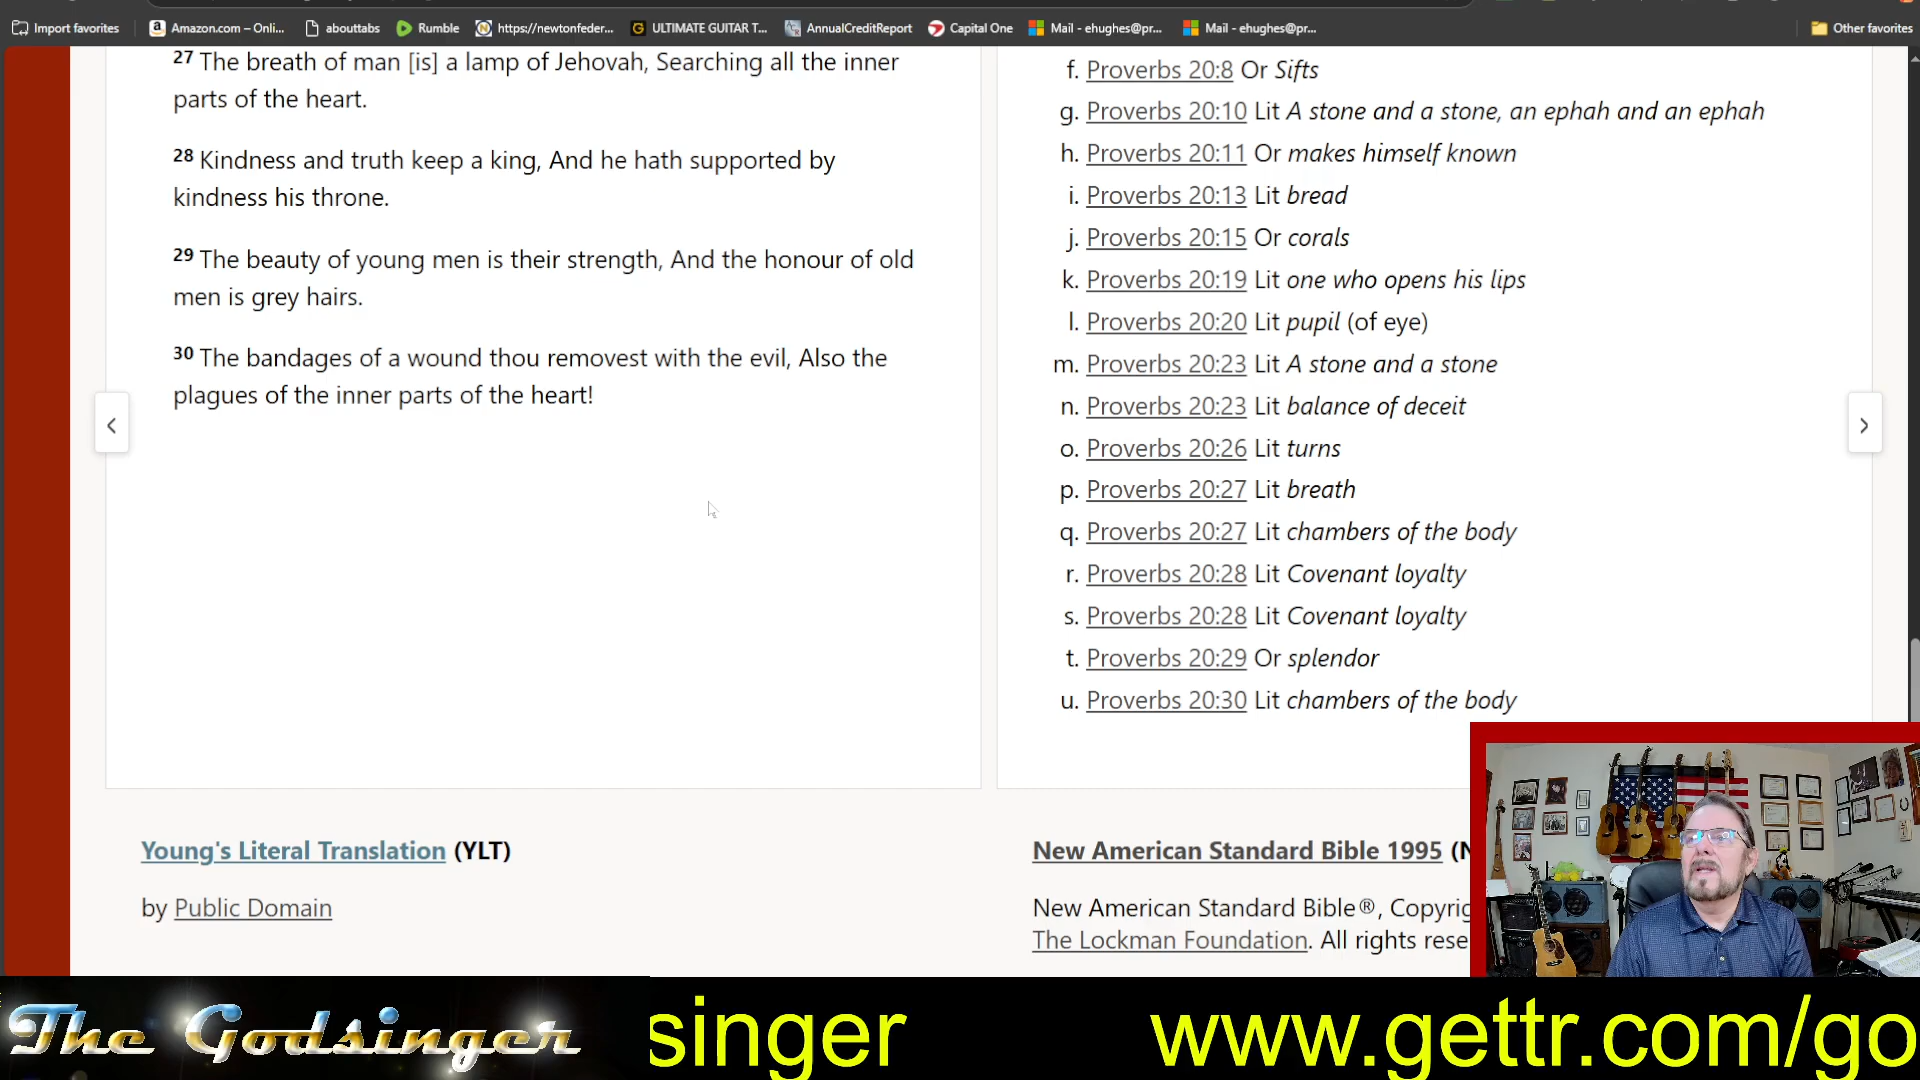 Import favorites
Amazon.com – Onli...
abouttabs
Rumble
https://newtonfeder...
ULTIMATE GUITAR T...
AnnualCreditReport
Capital One
Mail - ehughes@pr...
Mail - ehughes@pr...
Other favorites
27 The breath of man [is] a lamp of Jehovah, Searching all the inner
parts of the heart.
28 Kindness and truth keep a king, And he hath supported by
kindness his throne.
29 The beauty of young men is their strength, And the honour of old
men is grey hairs.
30 The bandages of a wound thou removest with the evil, Also the
plagues of the inner parts of the heart!
f. Proverbs 20:8 Or Sifts
g. Proverbs 20:10 Lit A stone and a stone, an ephah and an ephah
h. Proverbs 20:11 Or makes himself known
i. Proverbs 20:13 Lit bread
j. Proverbs 20:15 Or corals
k. Proverbs 20:19 Lit one who opens his lips
l. Proverbs 20:20 Lit pupil (of eye)
m. Proverbs 20:23 Lit A stone and a stone
n. Proverbs 20:23 Lit balance of deceit
o. Proverbs 20:26 Lit turns
p. Proverbs 20:27 Lit breath
q. Proverbs 20:27 Lit chambers of the body
r. Proverbs 20:28 Lit Covenant loyalty
s. Proverbs 20:28 Lit Covenant loyalty
t. Proverbs 20:29 Or splendor
u. Proverbs 20:30 Lit chambers of the body
Young's Literal Translation (YLT)
by Public Domain
New American Standard Bible 1995 (N
New American Standard Bible®, Copyrig
The Lockman Foundation. All rights rese
The Godsinger
singer
www.gettr.com/go